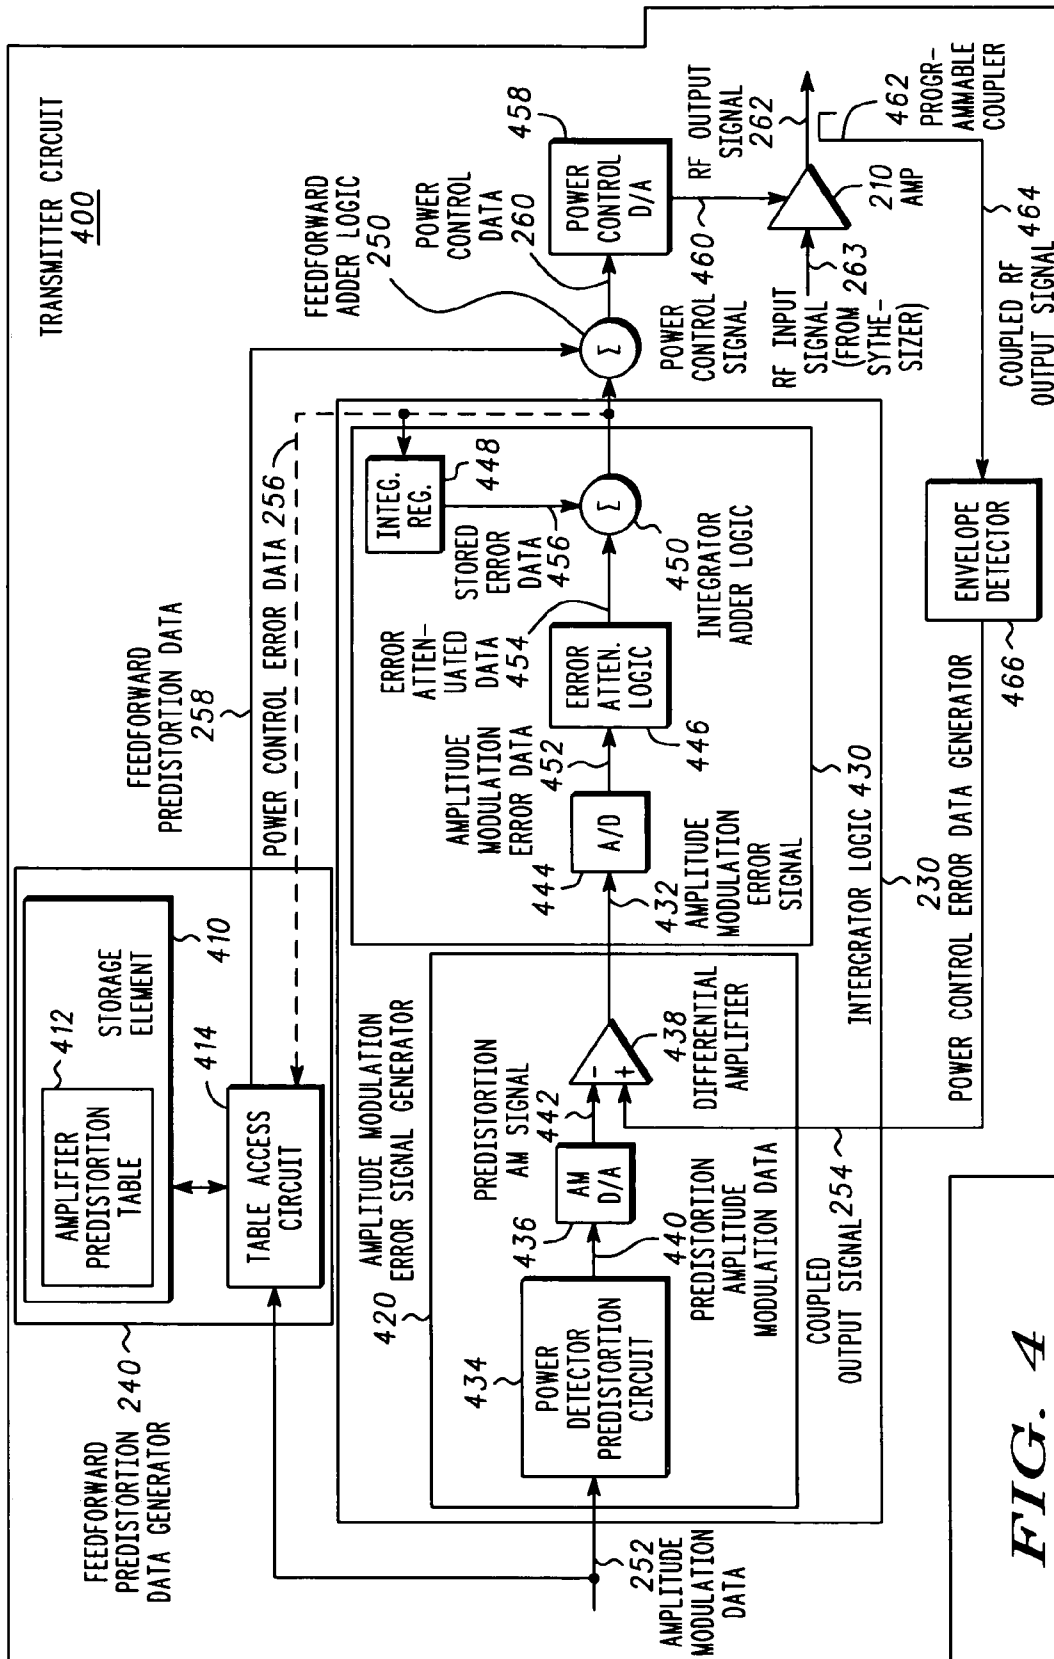 TRANSMITTER CIRCUIT
400
FEEDFORWARD
PREDISTORTION 240
DATA GENERATOR
412
AMPLIFIER
PREDISTORTION
TABLE
STORAGE
ELEMENT
410
414
TABLE ACCESS
CIRCUIT
FEEDFORWARD
PREDISTORTION DATA
258
POWER CONTROL ERROR DATA 256
FEEDFORWARD
ADDER LOGIC
250
Σ
POWER
CONTROL
DATA
260
458
POWER
CONTROL
D/A
POWER
CONTROL 460
SIGNAL
RF OUTPUT
SIGNAL
262
RF INPUT
SIGNAL
(FROM 263
SYTHE-
SIZER)
210
AMP
462
PROGR-
AMMABLE
COUPLER
COUPLED RF
OUTPUT SIGNAL 464
ENVELOPE
DETECTOR
466
AMPLITUDE MODULATION
ERROR SIGNAL GENERATOR
420
434
POWER
DETECTOR
PREDISTORTION
CIRCUIT
PREDISTORTION
AM SIGNAL
442
AM
D/A
436
440
PREDISTORTION
AMPLITUDE
MODULATION DATA
-
+
438
DIFFERENTIAL
AMPLIFIER
COUPLED
OUTPUT SIGNAL 254
252
AMPLITUDE
MODULATION
DATA
432
AMPLITUDE
MODULATION
ERROR
SIGNAL
444
A/D
AMPLITUDE
MODULATION
ERROR DATA
452
ERROR
ATTEN.
LOGIC
446
ERROR
ATTEN-
UATED
DATA
454
INTEG.
REG.
448
STORED
ERROR
DATA
456
Σ
450
INTEGRATOR
ADDER LOGIC
INTERGRATOR LOGIC 430
230
POWER CONTROL ERROR DATA GENERATOR
FIG. 4